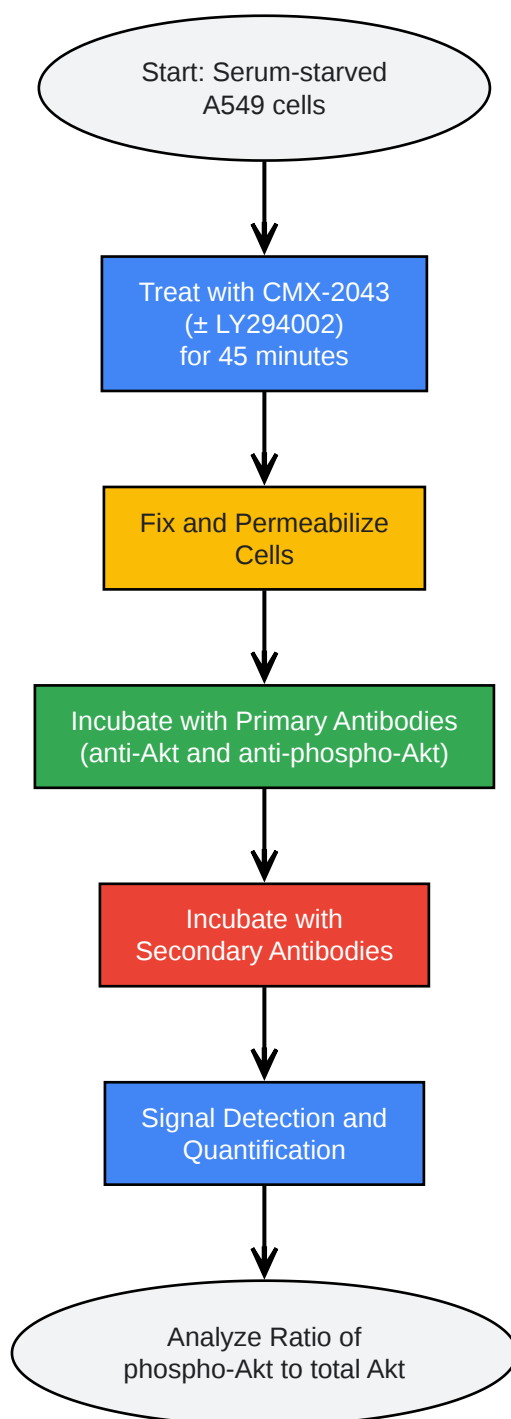 Start: Serum-starved
A549 cells
Treat with CMX-2043
(± LY294002)
for 45 minutes
Fix and Permeabilize
Cells
Incubate with Primary Antibodies
(anti-Akt and anti-phospho-Akt)
Incubate with
Secondary Antibodies
Signal Detection and
Quantification
Analyze Ratio of
phospho-Akt to total Akt